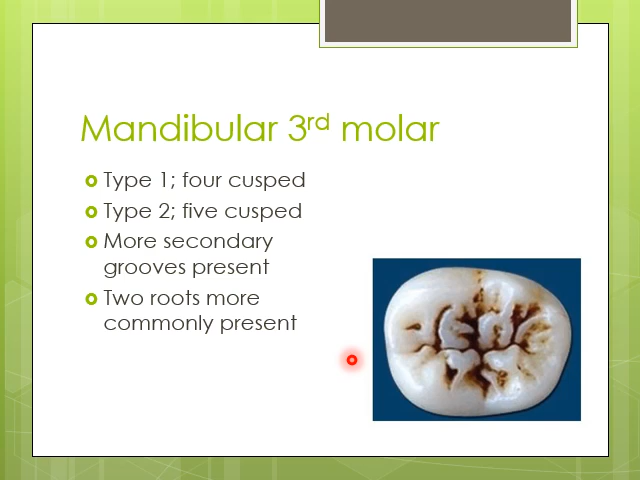 Mandibular 3rd molar
Type 1; four cusped
Type 2; five cusped
More secondary
grooves present
Two roots more
commonly present